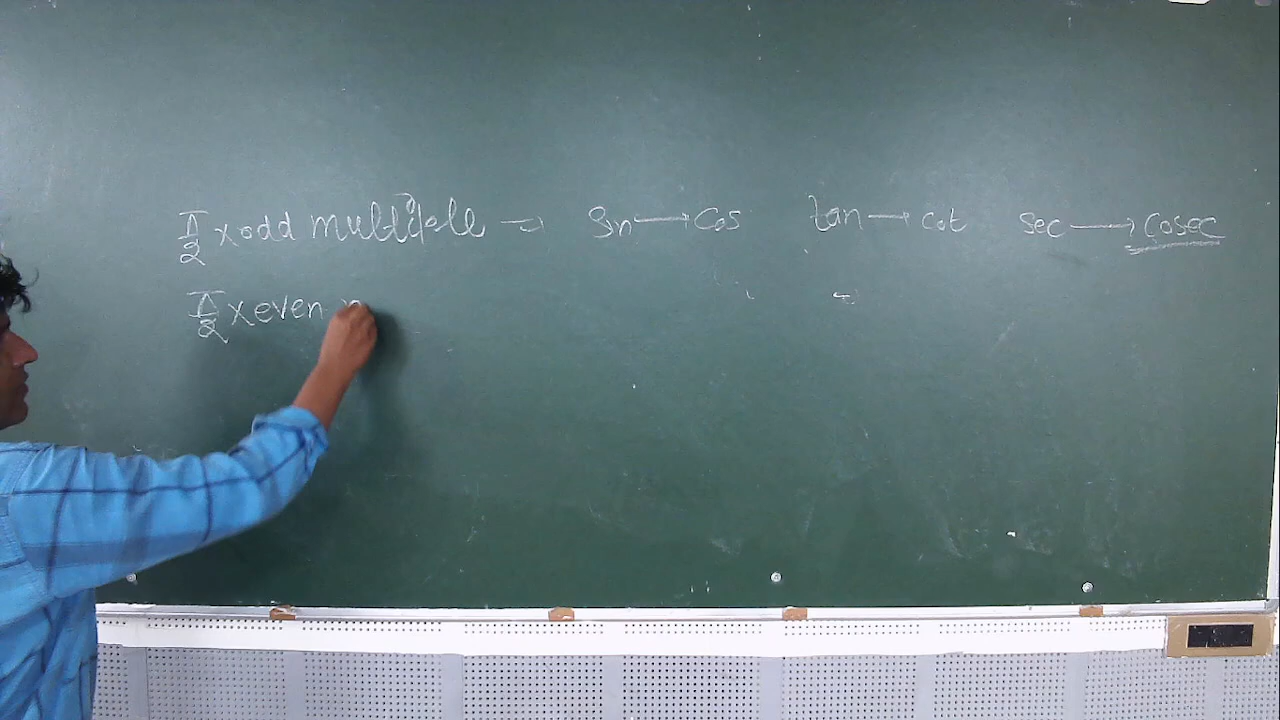 π/2 x odd multiple → Sin → Cos tan → cot sec → cosec
π/2 x even